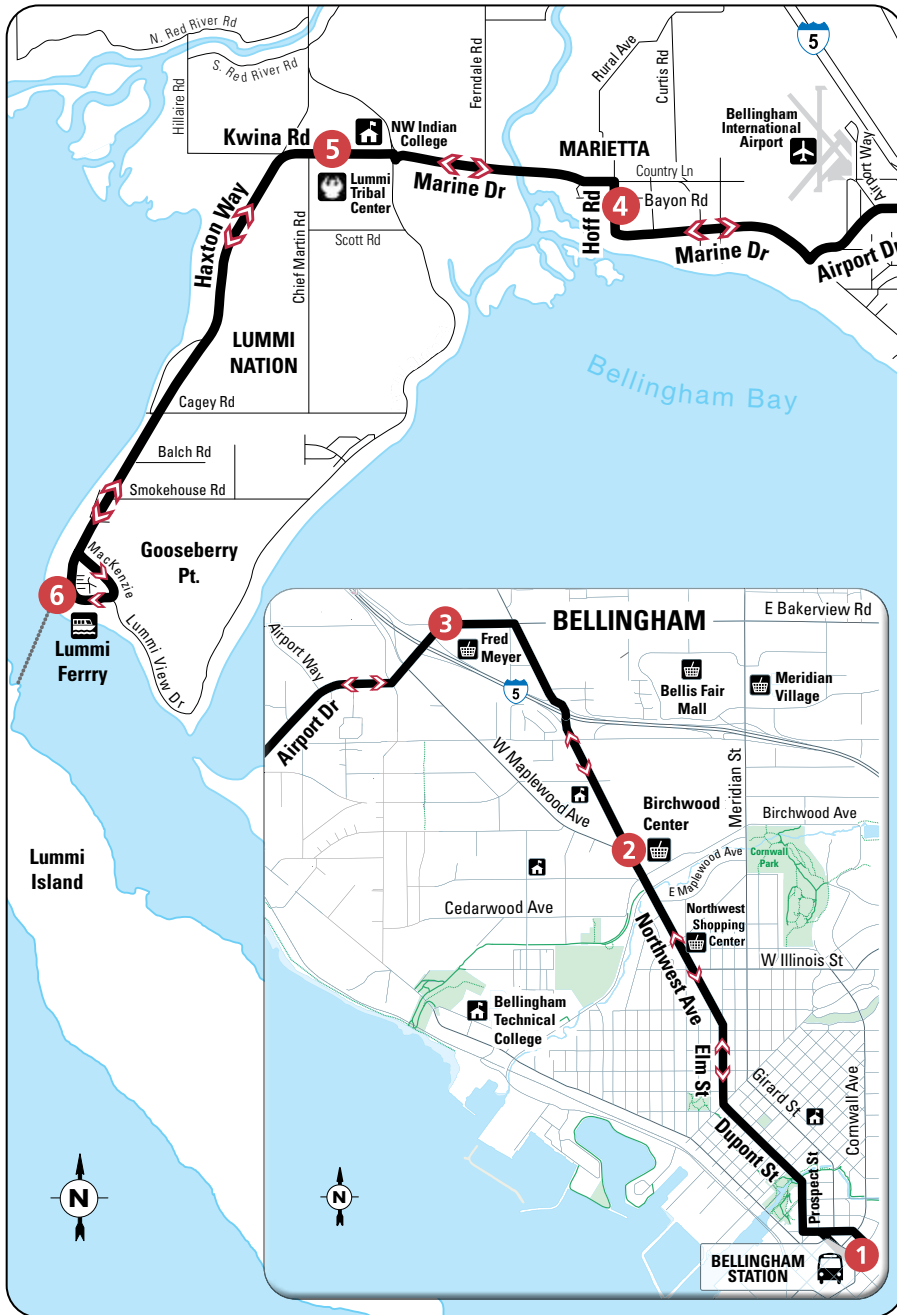 N. Red River Rd
S. Red River Rd
Hillaire Rd
Ferndale Rd
Rural Ave
Curtis Rd
5
Kwina Rd
5
NW Indian
College
MARIETTA
Bellingham
International
Airport
Airport Way
Lummi
Tribal
Center
Marine Dr
Country Ln
Bayon Rd
4
Hoff Rd
Marine Dr
Airport Dr
Haxton Way
Chief Martin Rd
Scott Rd
LUMMI
NATION
Bellingham Bay
Cagey Rd
Balch Rd
Smokehouse Rd
MacKenzie
Gooseberry
Pt.
6
Lummi
Ferrry
Lummi View Dr
Lummi
Island
N
3
BELLINGHAM
E Bakerview Rd
Airport Way
Fred
Meyer
5
Bellis Fair
Mall
Meridian
Village
Airport Dr
W Maplewood Ave
Meridian St
Birchwood
Center
2
Birchwood Ave
E Maplewood Ave
Cornwall
Park
Cedarwood Ave
Northwest
Shopping
Center
Northwest Ave
W Illinois St
Bellingham
Technical
College
Elm St
Girard St
Cornwall Ave
Dupont St
Prospect St
N
1
BELLINGHAM
STATION